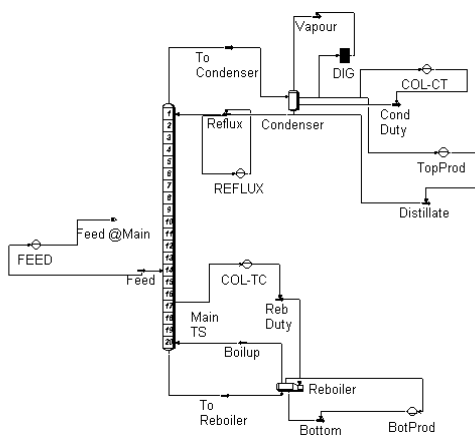 Vapour
To
Condenser
DIG
COL-CT
Cond
Duty
Reflux
Condenser
REFLUX
TopProd
Distillate
1
2
3
4
5
6
7
8
9
10
11
12
13
14
15
16
17
18
19
20
Feed @Main
FEED
Feed
COL-TC
Main
TS
Reb
Duty
Boilup
Reboiler
To
Reboiler
Bottom
BotProd